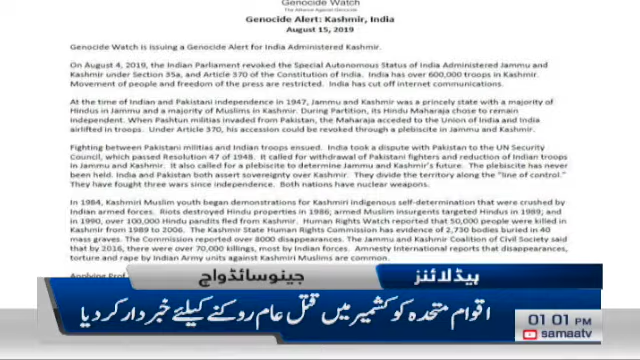 Genocide Watch
The Alliance Against Genocide
Genocide Alert: Kashmir, India
August 15, 2019
Genocide Watch is issuing a Genocide Alert for India Administered Kashmir.
On August 4, 2019, the Indian Parliament revoked the Special Autonomous Status of India Administered Jammu and
Kashmir under Section 35a, and Article 370 of the Constitution of India. India has over 600,000 troops in Kashmir.
Movement of people and freedom of the press are restricted. India has cut off internet communications.
At the time of Indian and Pakistani independence in 1947, Jammu and Kashmir was a princely state with a majority of
Hindus in Jammu and a majority of Muslims in Kashmir. During Partition, its Hindu Maharaja chose to remain
independent. When Pashtun militias invaded from Pakistan, the Maharaja acceded to the Union of India and India
airlifted in troops. Under Article 370, his accession could be revoked through a plebiscite in Jammu and Kashmir.
Fighting between Pakistani militias and Indian troops ensued. India took a dispute with Pakistan to the UN Security
Council, which passed Resolution 47 of 1948. It called for withdrawal of Pakistan fighters and reduction of Indian troops
in Jammu and Kashmir. It also called for a plebiscite to determine Jammu and Kashmir's future. The plebiscite has never
been held. India and Pakistan both assert sovereignty over Kashmir. They divide the territory along the "line of control."
They have fought three wars since independence. Both nations have nuclear weapons.
In 1984, Kashmiri Muslim youth began demonstrations for Kashmiri indigenous self-determination that were crushed by
Indian armed forces. Riots destroyed Hindu properties in 1986; armed Muslim insurgents targeted Hindus in 1989; and
in 1990, over 100,000 Hindu pandits fled from Kashmir. Human Rights Watch reported that 50,000 people were killed in
Kashmir from 1989 to 2006. The Kashmir State Human Rights Commission has evidence of 2,730 bodies buried in 40
mass graves. The Commission reported over 8000 disappearances. The Jammu and Kashmir Coalition of Civil Society said
that by 2016, there were over 70,000 killings, most by Indian forces. Amnesty International reports that disappearances,
torture and rape by Indian Army units against Kashmiri Muslims are common.
Applying Prof
ہیڈلائنز
جینوسائڈ واچ
اقوام متحدہ کو کشمیر میں قتل عام روکنے کیلئے خبردار کر دیا
01:01 PM
samaatv